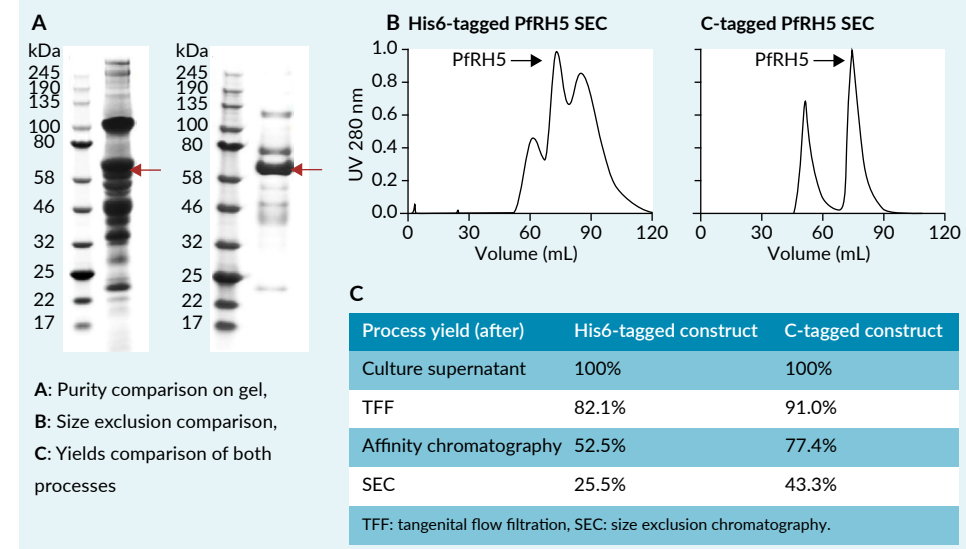 A
kDa
245
190
135
100
80
58
46
32
25
22
17
kDa
245
190
135
100
80
58
46
32
25
22
17
A: Purity comparison on gel,
B: Size exclusion comparison,
C: Yields comparison of both
processes
B His6-tagged PfRH5 SEC
UV 280 nm
1.0
0.8
0.6
0.4
0.2
0.0
PfRH5
0 30 60 90 120
Volume (mL)
C-tagged PfRH5 SEC
PfRH5
0 30 60 90 120
Volume (mL)
C
Process yield (after) His6-tagged construct C-tagged construct
Culture supernatant 100% 100%
TFF 82.1% 91.0%
Affinity chromatography 52.5% 77.4%
SEC 25.5% 43.3%
TFF: tangenital flow filtration, SEC: size exclusion chromatography.